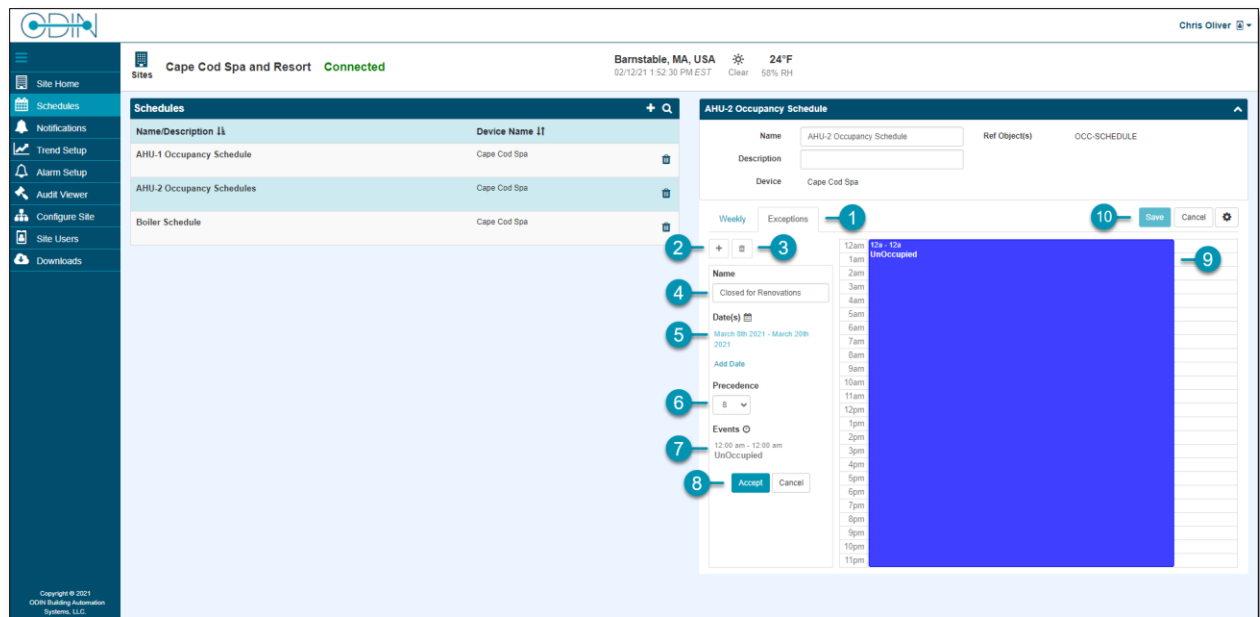 ODIN
Chris Oliver
Sites
Cape Cod Spa and Resort Connected
Barnstable, MA, USA
02/12/21 1:52:30 PM EST
Clear
24°F
58% RH
Site Home
Schedules
Notifications
Trend Setup
Alarm Setup
Audit Viewer
Configure Site
Site Users
Downloads
Copyright © 2021
ODIN Building Automation
Systems, LLC.
Schedules
Name/Description
Device Name
AHU-1 Occupancy Schedule
Cape Cod Spa
AHU-2 Occupancy Schedules
Cape Cod Spa
Boiler Schedule
Cape Cod Spa
AHU-2 Occupancy Schedule
Name
AHU-2 Occupancy Schedule
Ref Object(s)
OCC-SCHEDULE
Description
Device
Cape Cod Spa
Weekly
Exceptions
1
10
Save
Cancel
2
+
3
Name
4
Closed for Renovations
Date(s)
5
March 8th 2021 - March 20th
2021
Add Date
Precedence
6
8
Events
7
12:00 am - 12:00 am
UnOccupied
8
Accept
Cancel
12am
1am
2am
3am
4am
5am
6am
7am
8am
9am
10am
11am
12pm
1pm
2pm
3pm
4pm
5pm
6pm
7pm
8pm
9pm
10pm
11pm
12a - 12a
UnOccupied
9